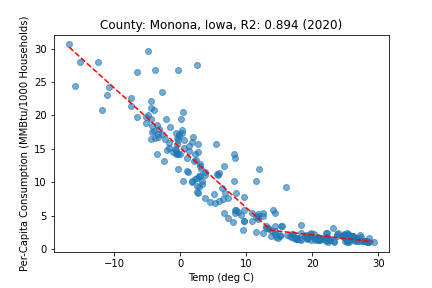 County: Monona, Iowa, R2: 0.894 (2020)
Per-Capita Consumption (MMBtu/1000 Households)
30
25
20
15
10
5
0
−10 0 10 20 30
Temp (deg C)